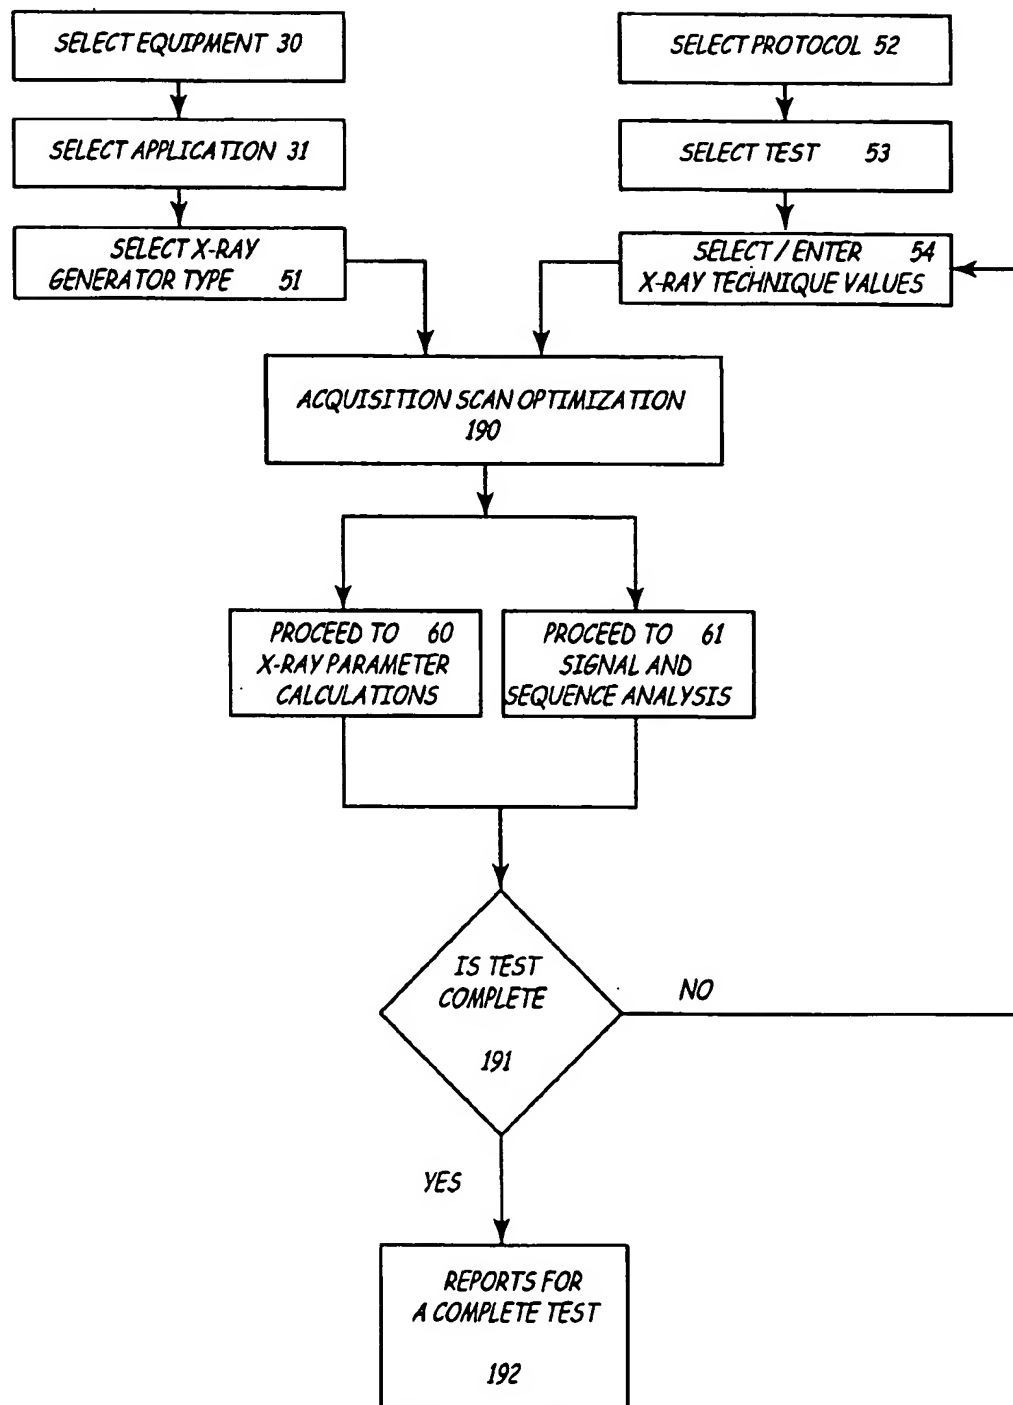 SELECT EQUIPMENT 30
SELECT APPLICATION 31
SELECT X-RAY
GENERATOR TYPE 51
SELECT PROTOCOL 52
SELECT TEST 53
SELECT / ENTER 54
X-RAY TECHNIQUE VALUES
ACQUISITION SCAN OPTIMIZATION
190
PROCEED TO 60
X-RAY PARAMETER
CALCULATIONS
PROCEED TO 61
SIGNAL AND
SEQUENCE ANALYSIS
IS TEST
COMPLETE
191
NO
YES
REPORTS FOR
A COMPLETE TEST
192